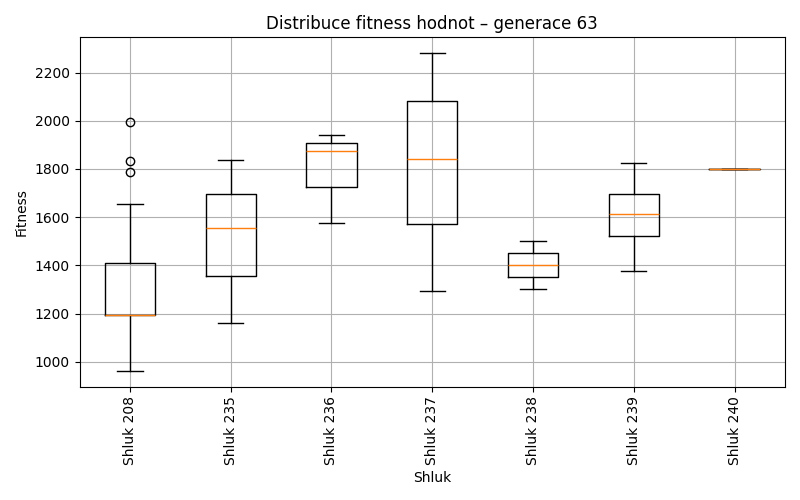 Distribuce fitness hodnot – generace 63
Fitness
2200
2000
1800
1600
1400
1200
1000
Shluk 208
Shluk 235
Shluk 236
Shluk 237
Shluk 238
Shluk 239
Shluk 240
Shluk